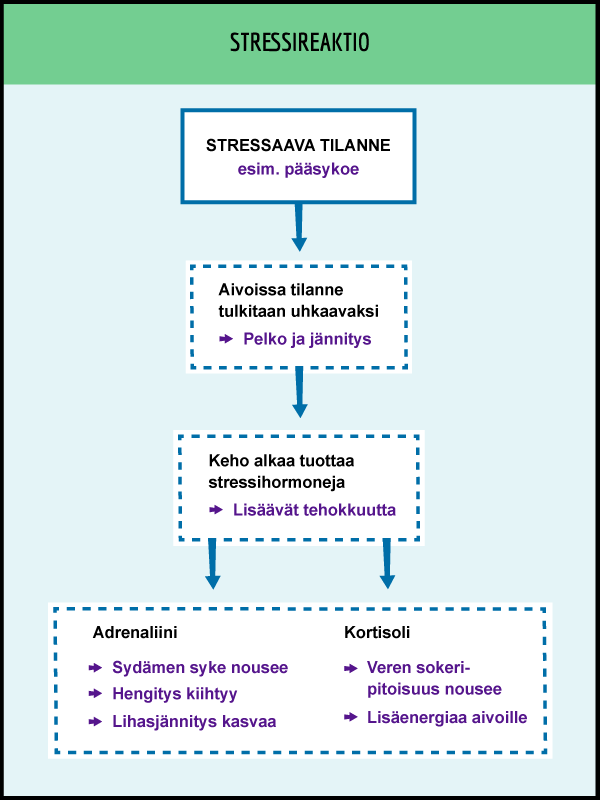 STRESSIREAKTIO
STRESSAAVA TILANNE
esim. pääsykoe
Aivoissa tilanne
tulkitaan uhkaavaksi
Pelko ja jännitys
Keho alkaa tuottaa
stressihormoneja
Lisäävät tehokkuutta
Adrenaliini
Sydämen syke nousee
Hengitys kiihtyy
Lihasjännitys kasvaa
Kortisoli
Veren sokeri-
pitoisuus nousee
Lisäenergiaa aivoille